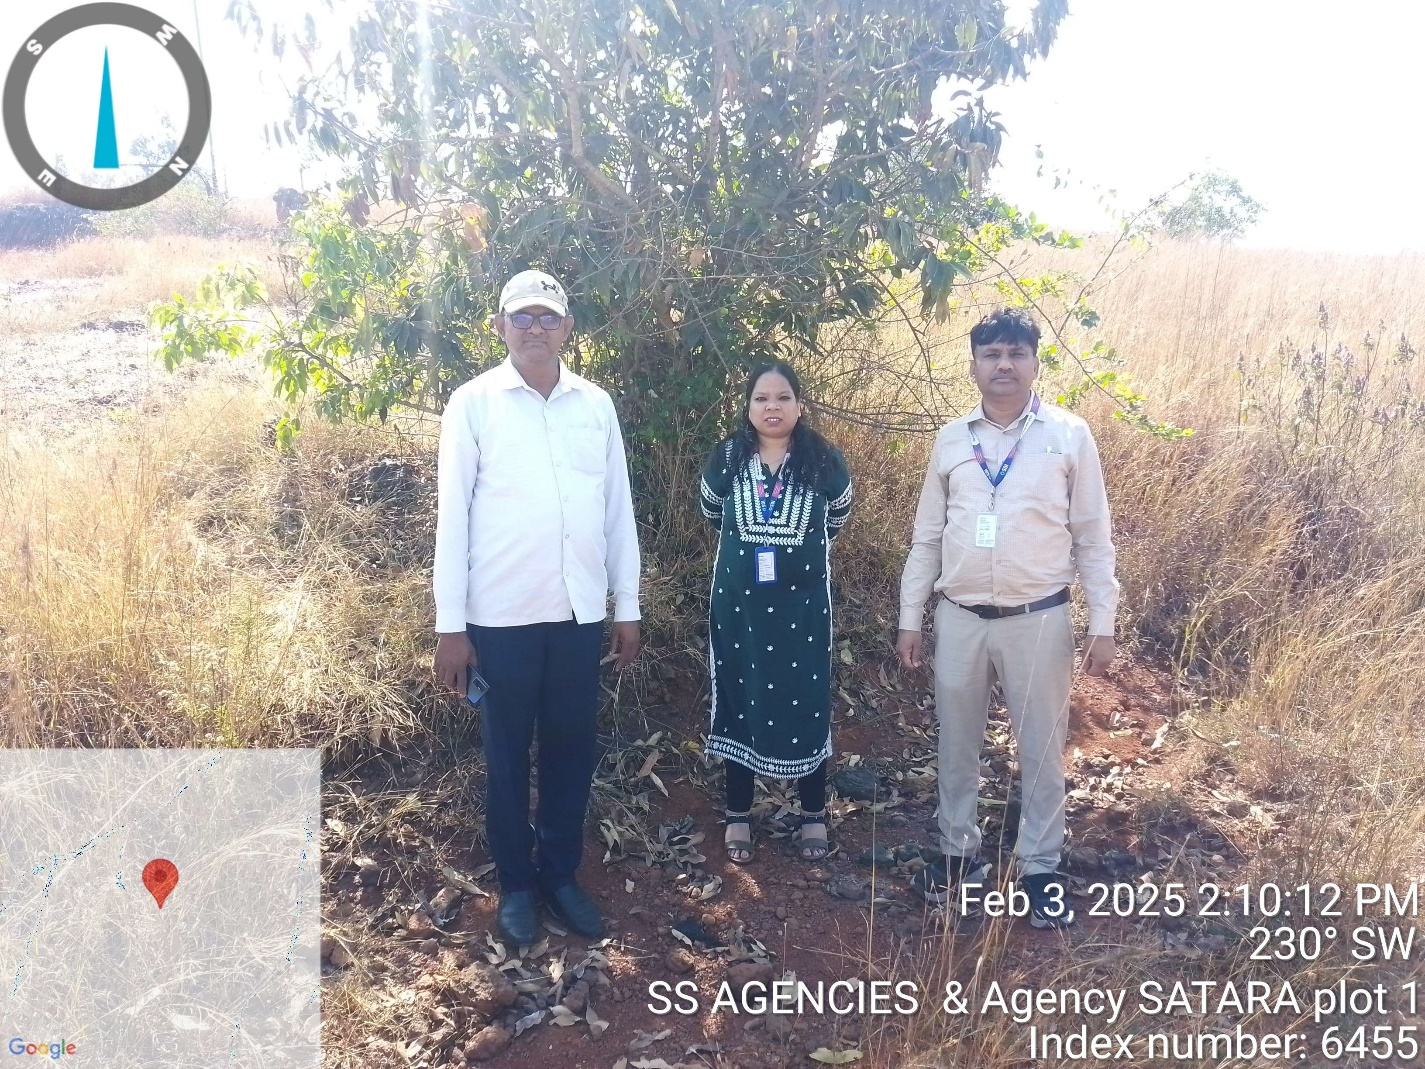 S
W
E
N
Feb 3, 2025 2:10:12 PM
230° SW
SS AGENCIES & Agency SATARA plot 1
Index number: 6455
Google